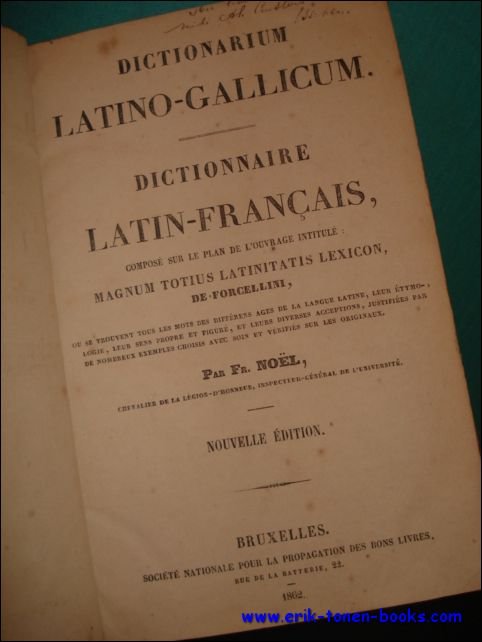 DICTIONARIUM
LATINO-GALLICUM.
DICTIONNAIRE
LATIN-FRANÇAIS,
COMPOSÉ SUR LE PLAN DE L'OUVRAGE INTITULÉ :
MAGNUM TOTIUS LATINITATIS LEXICON,
DE FORCELLINI,
OU SE TROUVENT TOUS LES MOTS DES DIFFÉRENS AGES DE LA LANGUE LATINE, LEUR ÉTYMO-,
LOGIE, LEUR SENS PROPRE ET FIGURÉ, ET LEURS DIVERSES ACCEPTIONS, JUSTIFIÉES PAR
DE NOMBREUX EXEMPLES CHOISIS AVEC SOIN ET VÉRIFIÉS SUR LES ORIGINAUX.
PAR FR. NOËL,
CHEVALIER DE LA LÉGION-D'HONNEUR, INSPECTEUR-GÉNÉRAL DE L'UNIVERSITÉ.
NOUVELLE ÉDITION.
BRUXELLES.
SOCIÉTÉ NATIONALE POUR LA PROPAGATION DES BONS LIVRES,
RUE DE LA BATTERIE, 22.
1862.
www.erik-tonen-books.com